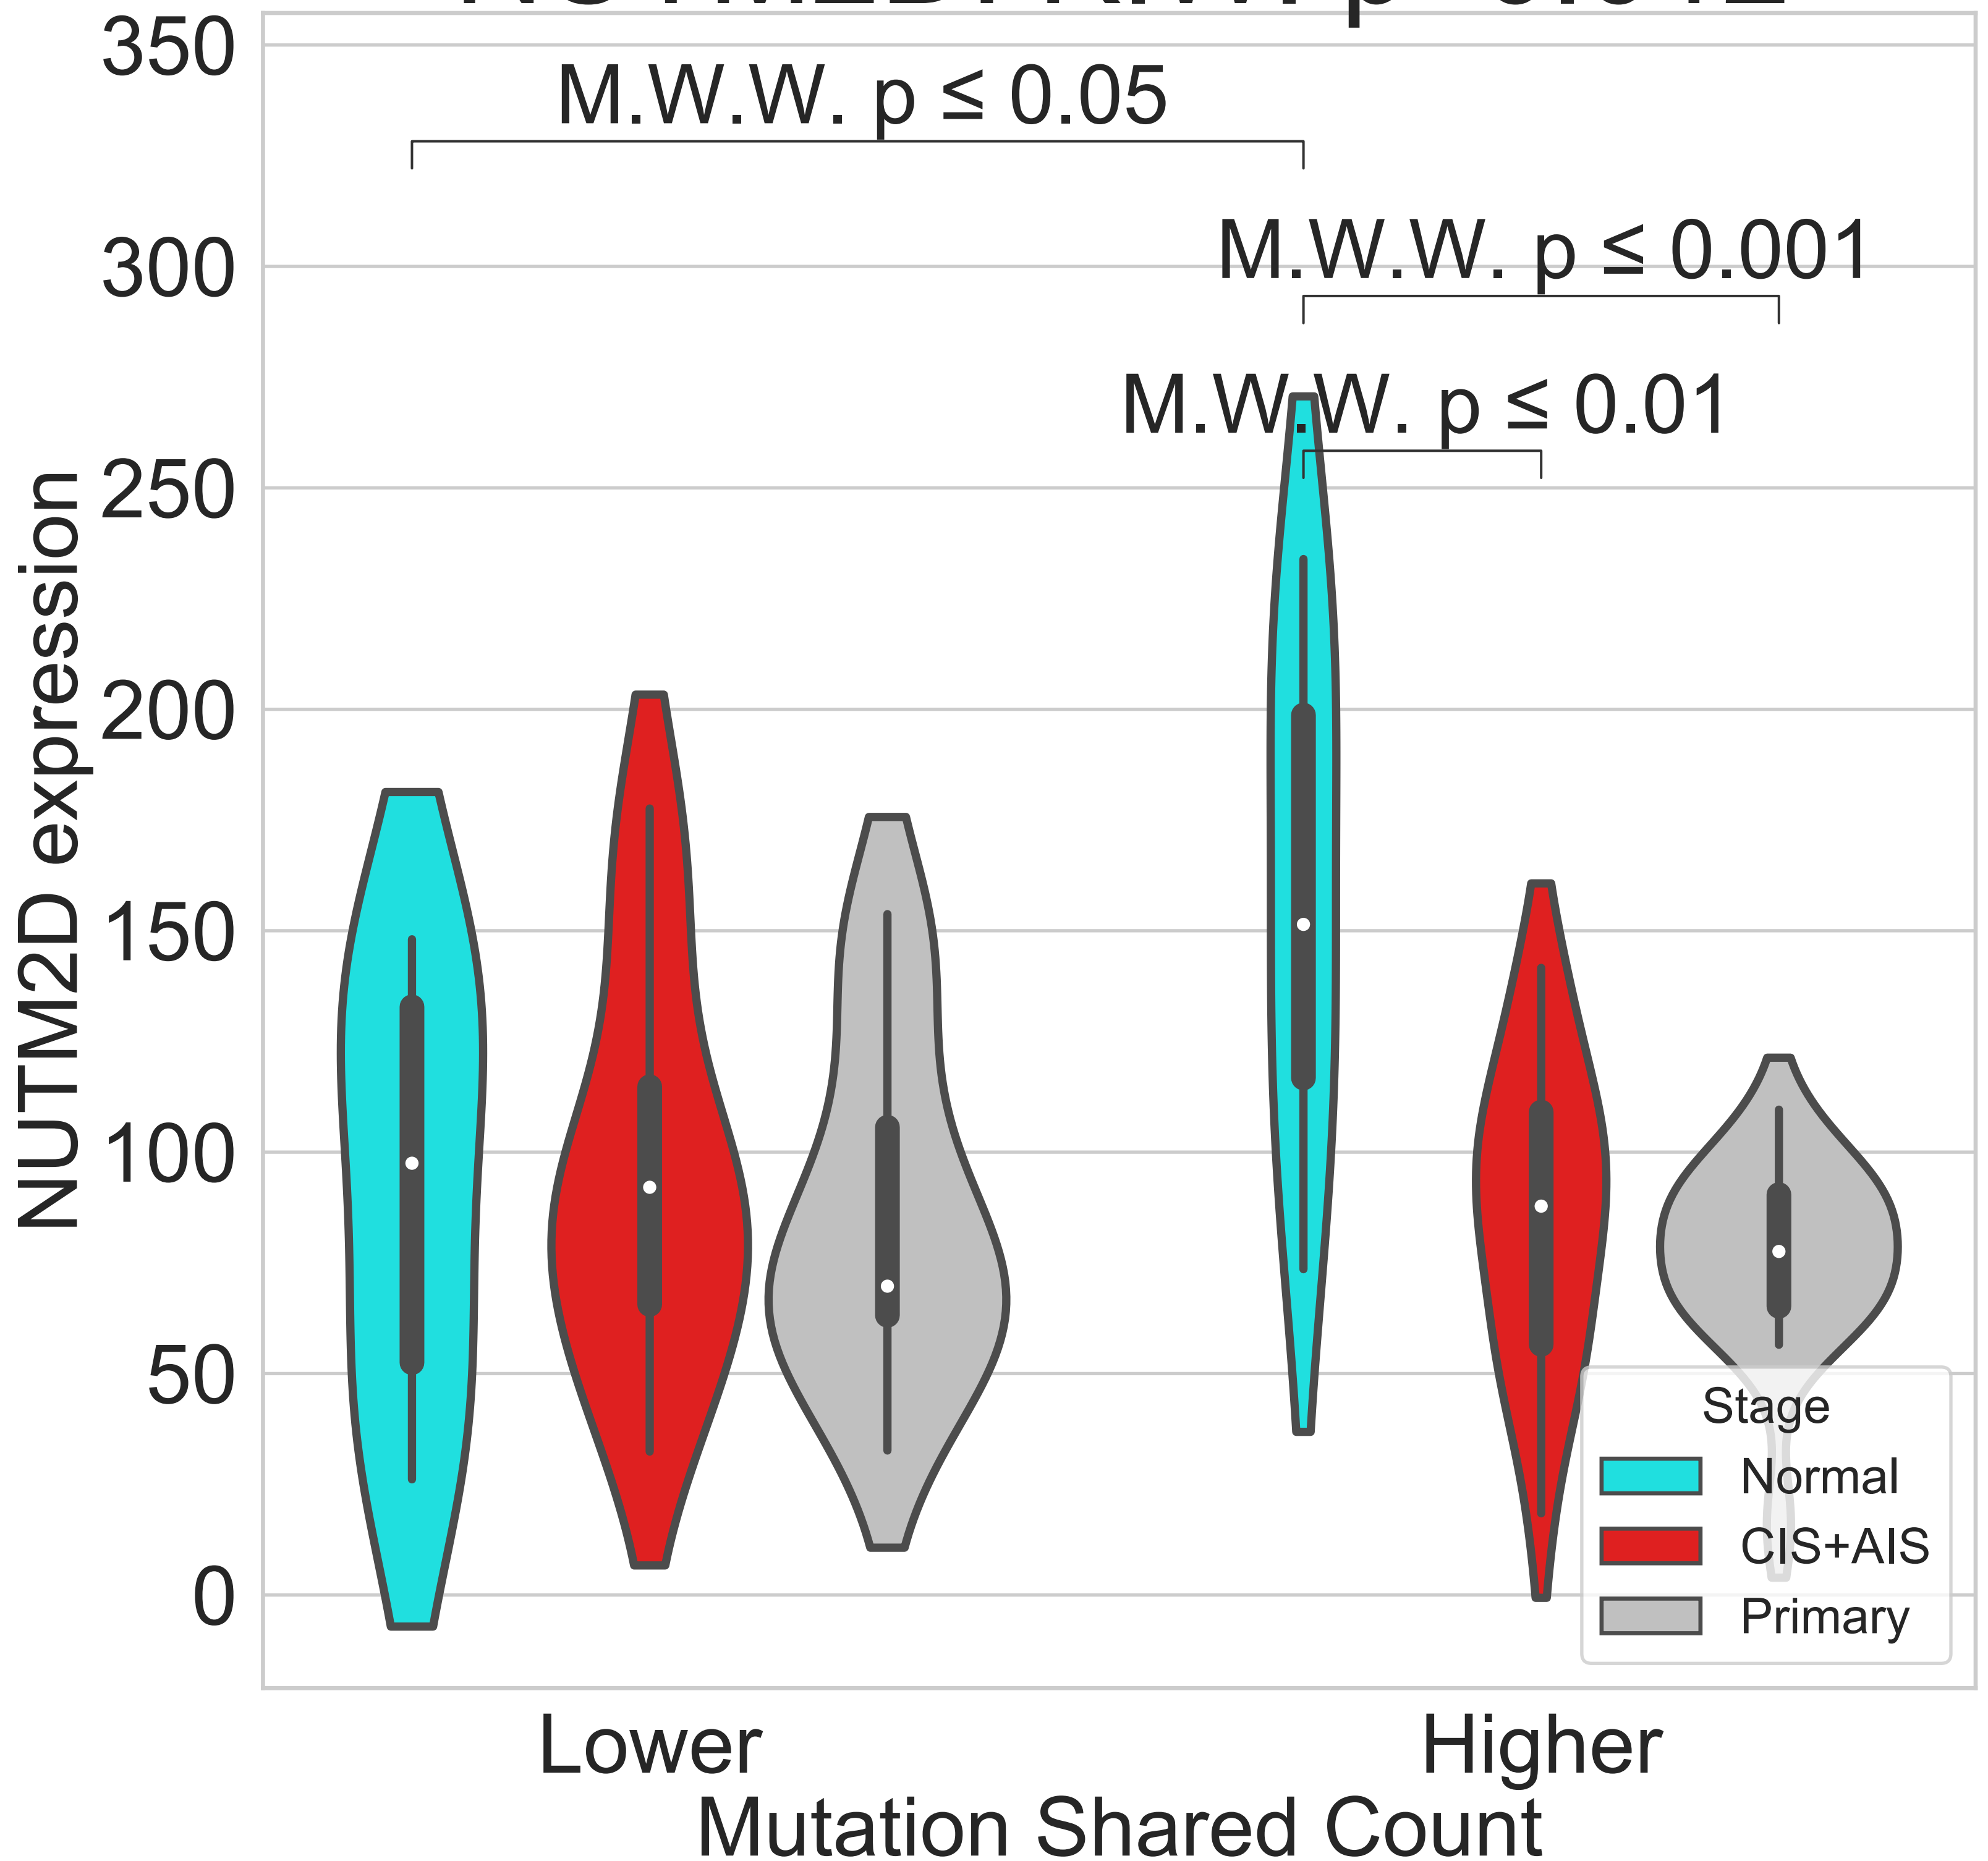 350
M.W.W. p ≤ 0.05
300
M.W.W. p ≤ 0.001
M.W.W. p ≤ 0.01
250
200
150
100
50
0
NUTM2D expression
Stage
Normal
CIS+AIS
Primary
Lower
Higher
Mutation Shared Count